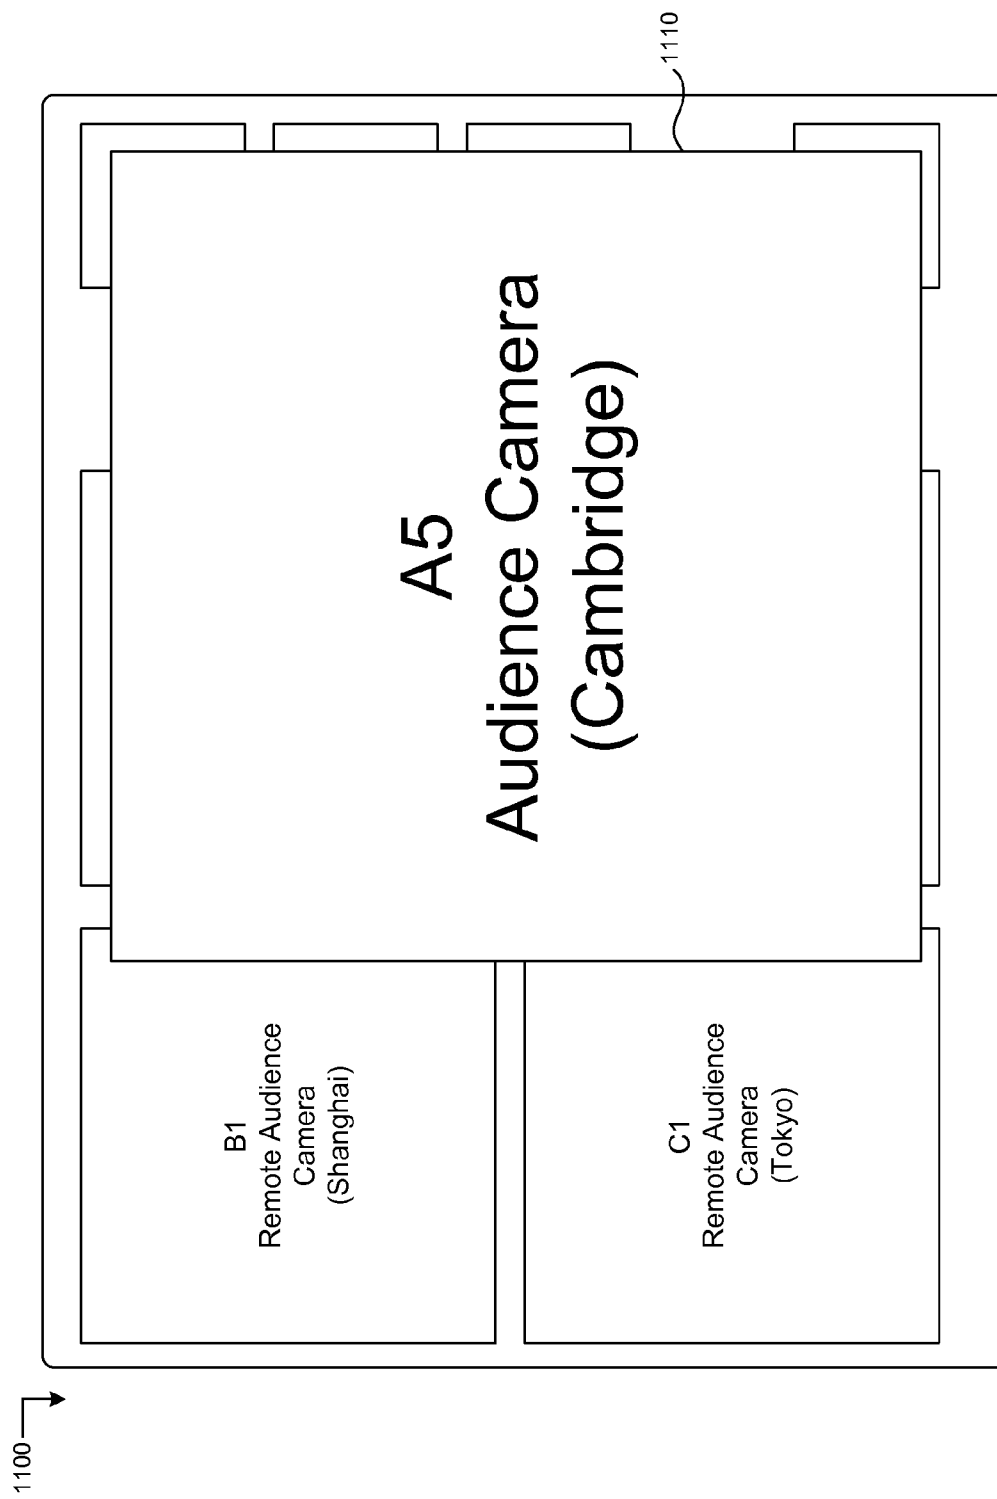 1100
B1
Remote Audience
Camera
(Shanghai)
C1
Remote Audience
Camera
(Tokyo)
A5
Audience Camera
(Cambridge)
1110